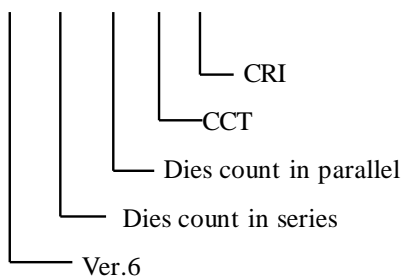 CRI
CCT
Dies count in parallel
Dies count in series
Ver.6